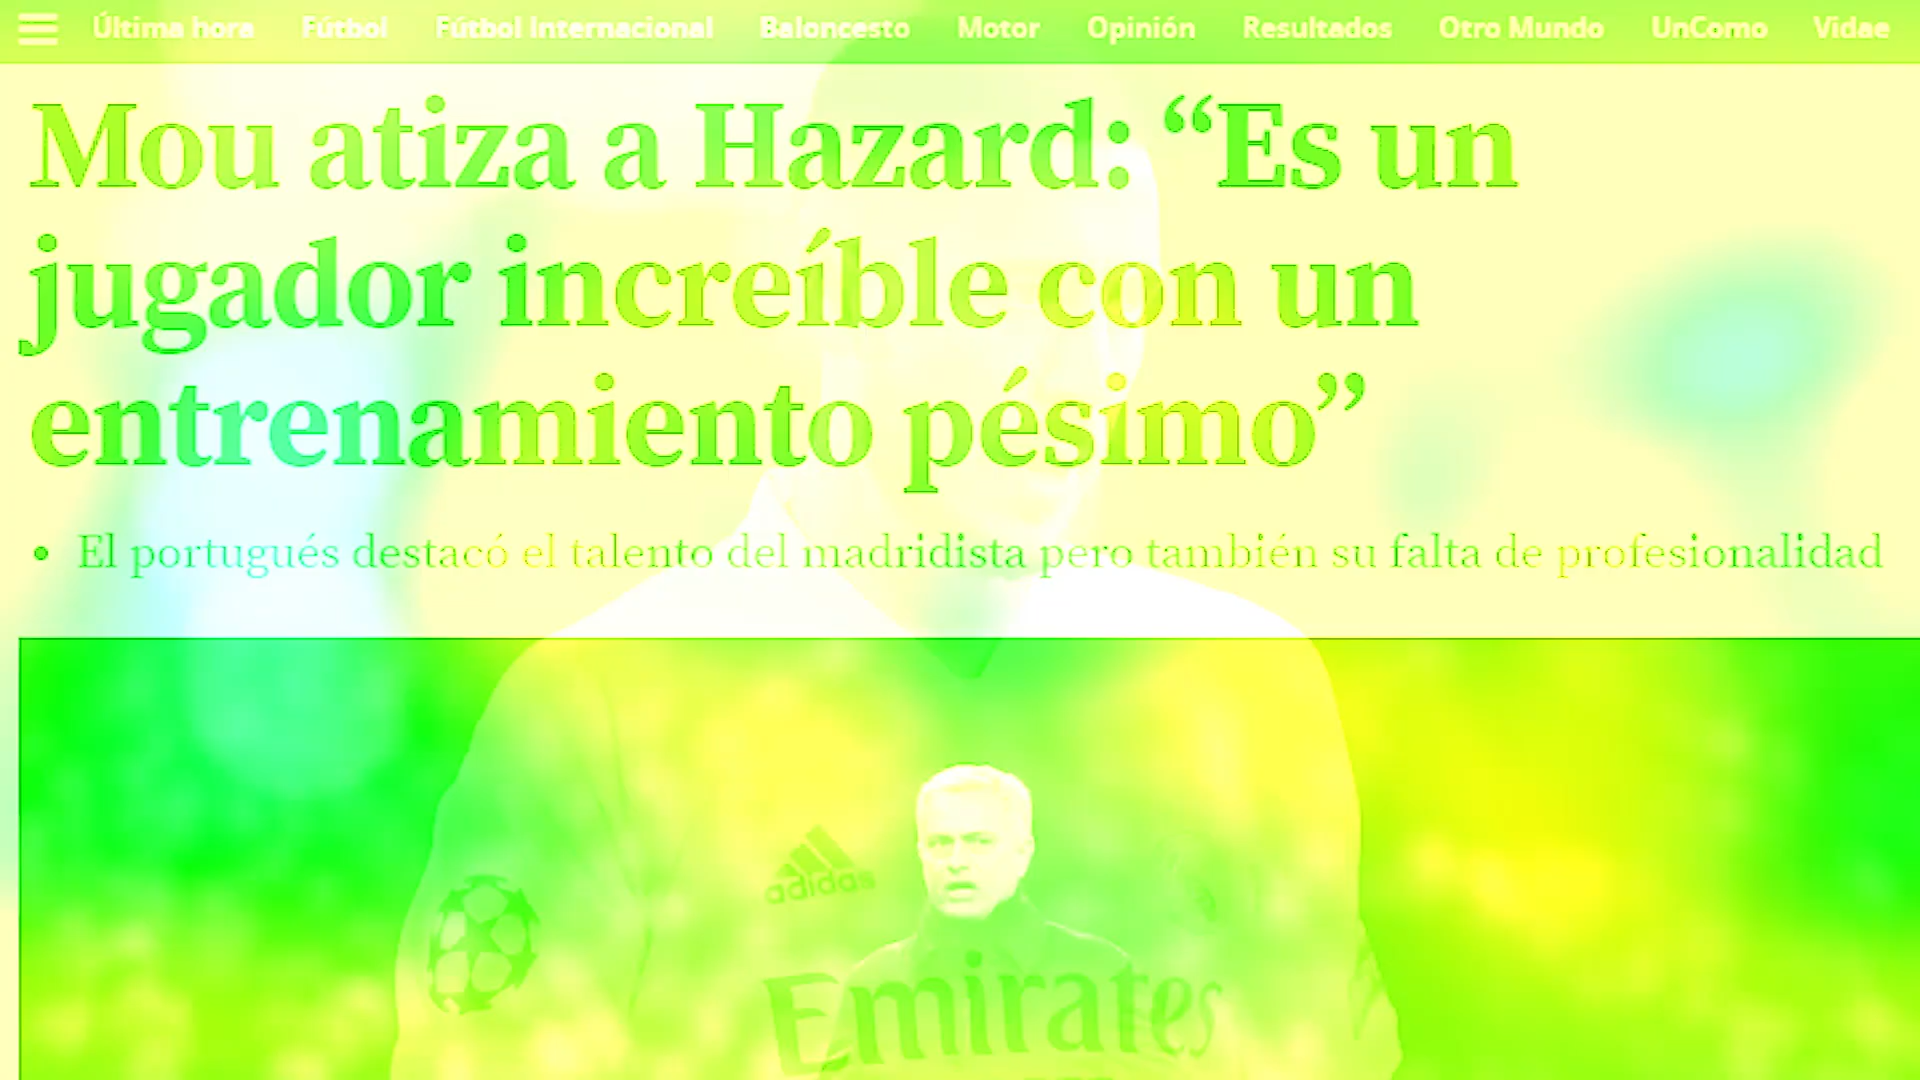 Última hora Fútbol Fútbol Internacional Baloncesto Motor Opinión Resultados Otro Mundo UnComo Vidae
Mou atiza a Hazard: “Es un
jugador increíble con un
entrenamiento pésimo”
• El portugués destacó el talento del madridista pero también su falta de profesionalidad
adidas
Emirates